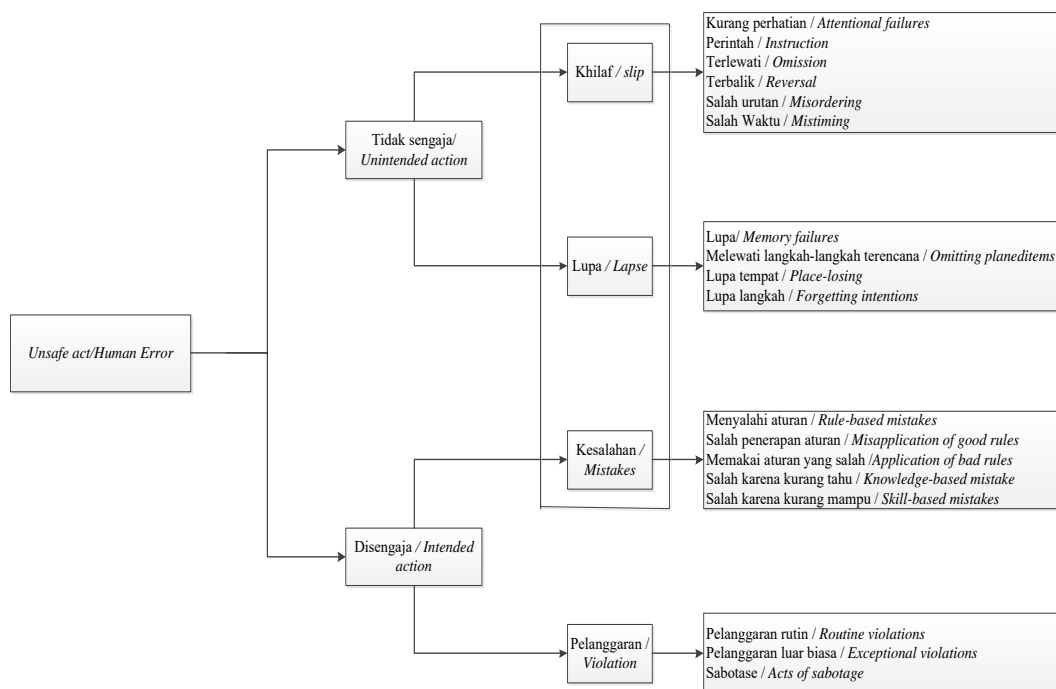 Kurang perhatian / Attentional failures
Perintah / Instruction
Terlewati / Omission
Terbalik / Reversal
Salah urutan / Misordering
Salah Waktu / Mistiming
Khilaf / slip
Tidak sengaja/
Unintended action
Lupa/ Memory failures
Melewati langkah-langkah terencana / Omitting planeditems
Lupa tempat / Place-losing
Lupa langkah / Forgetting intentions
Lupa / Lapse
Unsafe act/Human Error
Menyalahi aturan / Rule-based mistakes
Salah penerapan aturan / Misapplication of good rules
Memakai aturan yang salah /Application of bad rules
Salah karena kurang tahu / Knowledge-based mistake
Salah karena kurang mampu / Skill-based mistakes
Kesalahan /
Mistakes
Disengaja / Intended
action
Pelanggaran /
Violation
Pelanggaran rutin / Routine violations
Pelanggaran luar biasa / Exceptional violations
Sabotase / Acts of sabotage